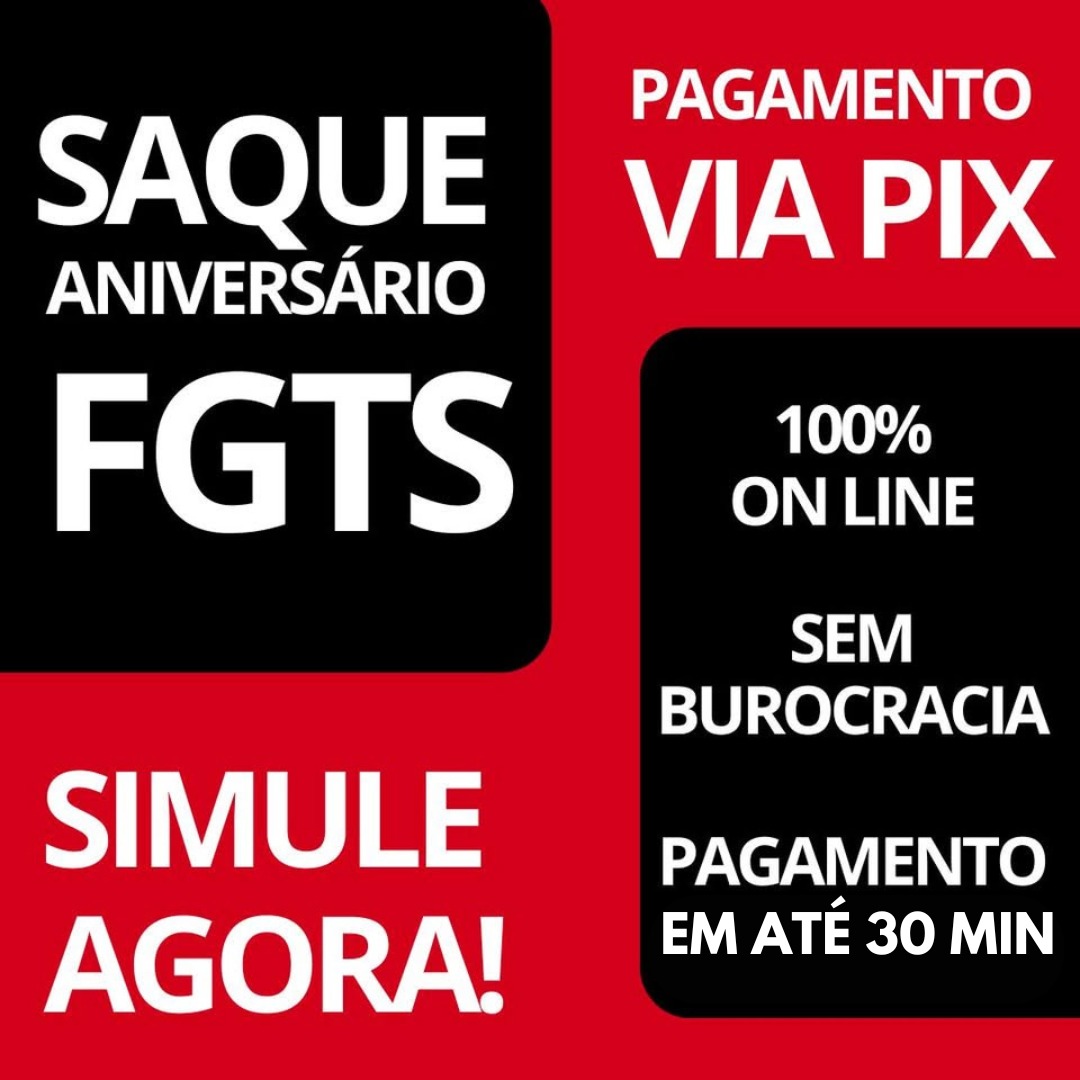 SAQUE
ANIVERSÁRIO
FGTS
PAGAMENTO
VIA PIX
100%
ON LINE
SEM
BUROCRACIA
PAGAMENTO
EM ATÉ 30 MIN
SIMULE
AGORA!